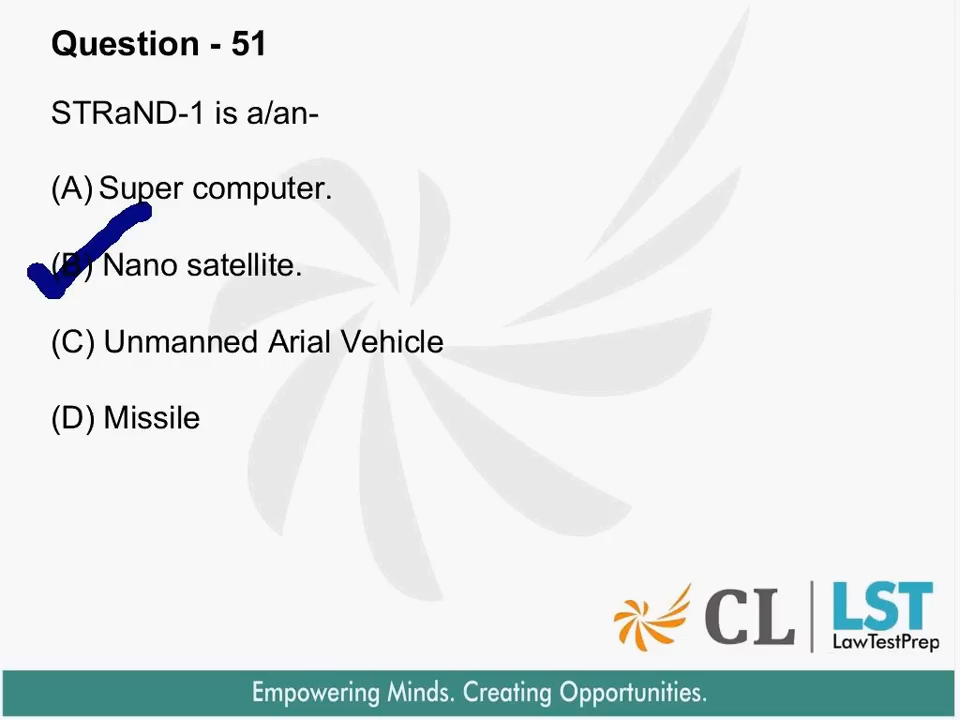 Question - 51
STRaND-1 is a/an-
(A) Super computer.
(B) Nano satellite.
(C) Unmanned Arial Vehicle
(D) Missile
CL | LST
LawTestPrep
Empowering Minds. Creating Opportunities.